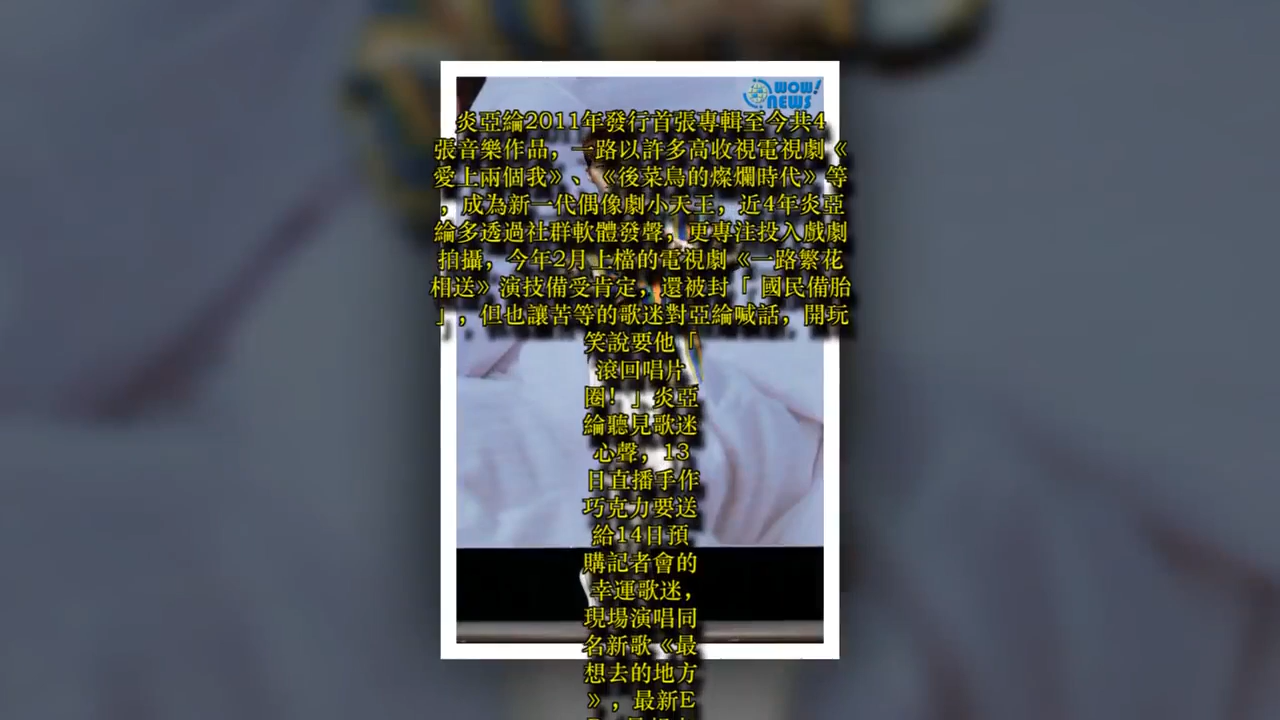 WOW!
NEWS
炎亞綸2011年發行首張專輯至今共4
張音樂作品，一路以許多高收視電視劇《
愛上兩個我》、《後菜鳥的燦爛時代》等
，成為新一代偶像劇小天王，近4年炎亞
綸多透過社群軟體發聲，更專注投入戲劇
拍攝，今年2月上檔的電視劇《一路繁花
相送》演技備受肯定，還被封「 國民備胎
」，但也讓苦等的歌迷對亞綸喊話，開玩
笑說要他「
滾回唱片
圈！」炎亞
綸聽見歌迷
心聲，13
日直播手作
巧克力要送
給14日預
購記者會的
幸運歌迷，
現場演唱同
名新歌《最
想去的地方
》，最新E